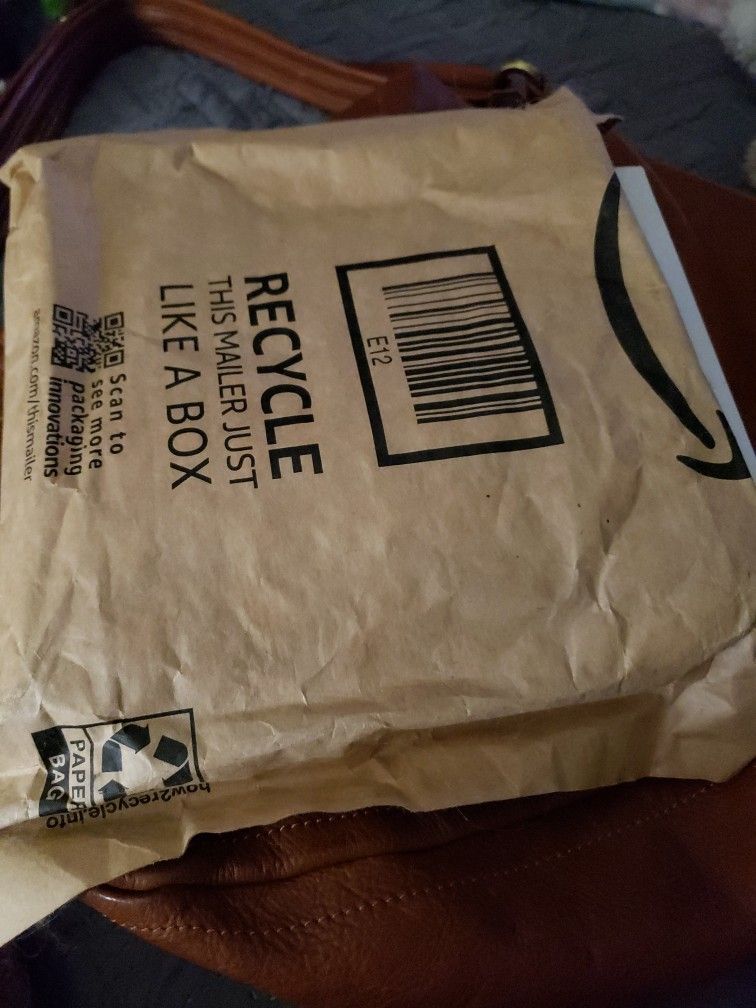 RECYCLE
THIS MAILER JUST
LIKE A BOX
E12
Scan to
see more
packaging
innovations
amazon.com/thismailer
PAPER
BAG
how2recycle.info